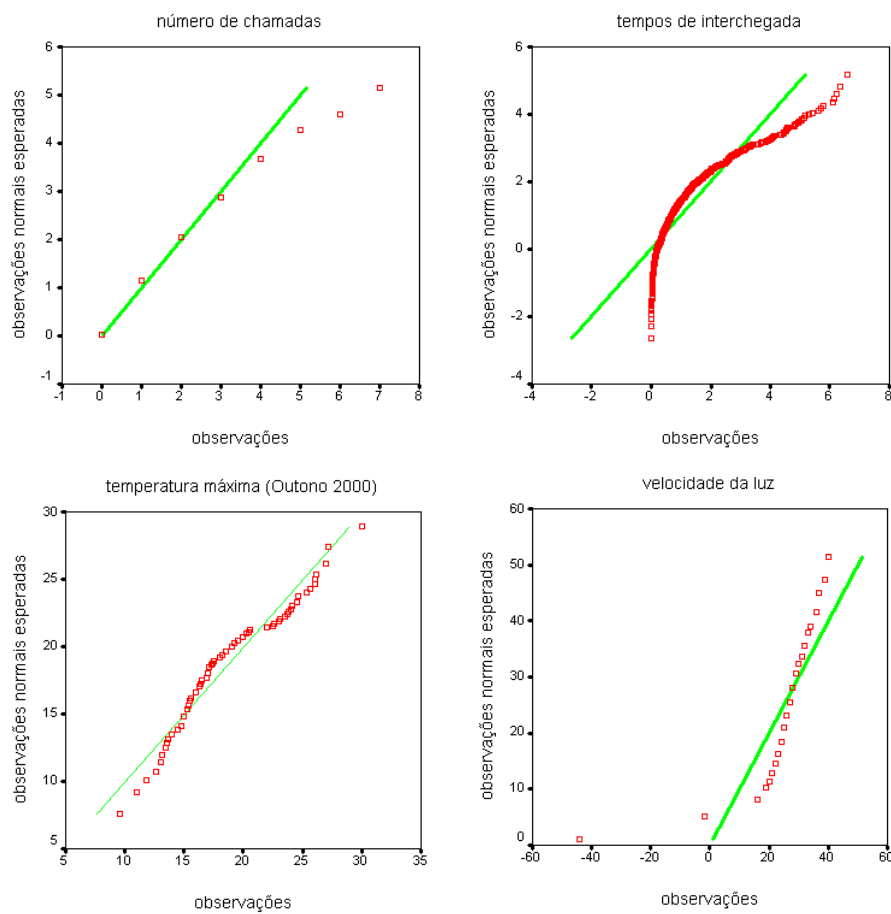 número de chamadas
6
5
4
3
2
1
0
-1
-1 0 1 2 3 4 5 6 7 8
observações normais esperadas
observações
tempos de interchegada
6
4
2
0
-2
-4
-4 -2 0 2 4 6 8
observações normais esperadas
observações
temperatura máxima (Outono 2000)
30
25
20
15
10
5
5 10 15 20 25 30 35
observações normais esperadas
observações
velocidade da luz
60
50
40
30
20
10
0
-60 -40 -20 0 20 40 60
observações normais esperadas
observações